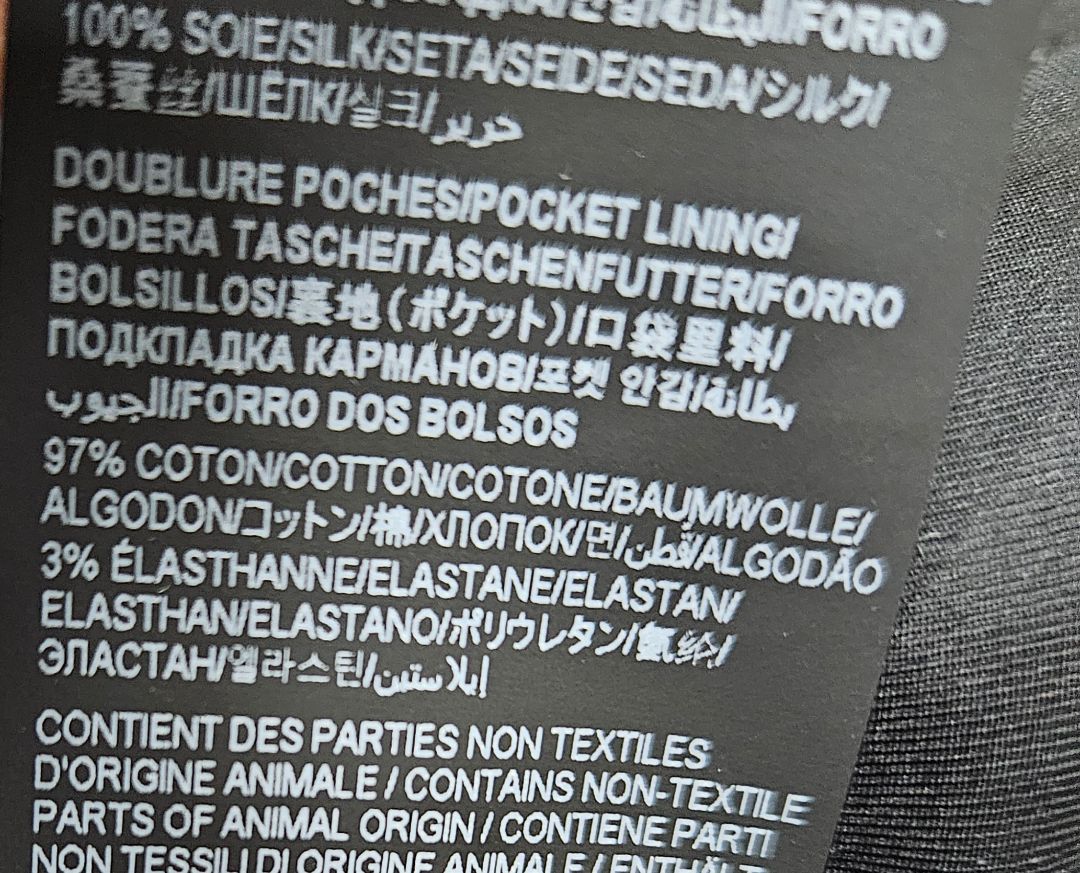 안감/البطانة/FORRO
100% SOIE/SILK/SETA/SEIDE/SEDA/シルク/
桑蚕丝/ШЁЛК/실크/حرير
DOUBLURE POCHES/POCKET LINING/
FODERA TASCHE/TASCHENFUTTER/FORRO
BOLSILLOS/裏地(ポケット)/口袋里料/
ПОДКЛАДКА КАРМАНОВ/포켓 안감/بطانة
الجيوب/FORRO DOS BOLSOS
97% COTON/COTTON/COTONE/BAUMWOLLE/
ALGODON/コットン/棉/ХЛОПОК/면/قطن/ALGODÃO
3% ÉLASTHANNE/ELASTANE/ELASTAN/
ELASTHAN/ELASTANO/ポリウレタン/氨纶/
ЭЛАСТАН/엘라스틴/إيلاستين
CONTIENT DES PARTIES NON TEXTILES
D'ORIGINE ANIMALE / CONTAINS NON-TEXTILE
PARTS OF ANIMAL ORIGIN / CONTIENE PARTI
NON TESSILI DI ORIGINE ANIMALE / ENTHÄLT